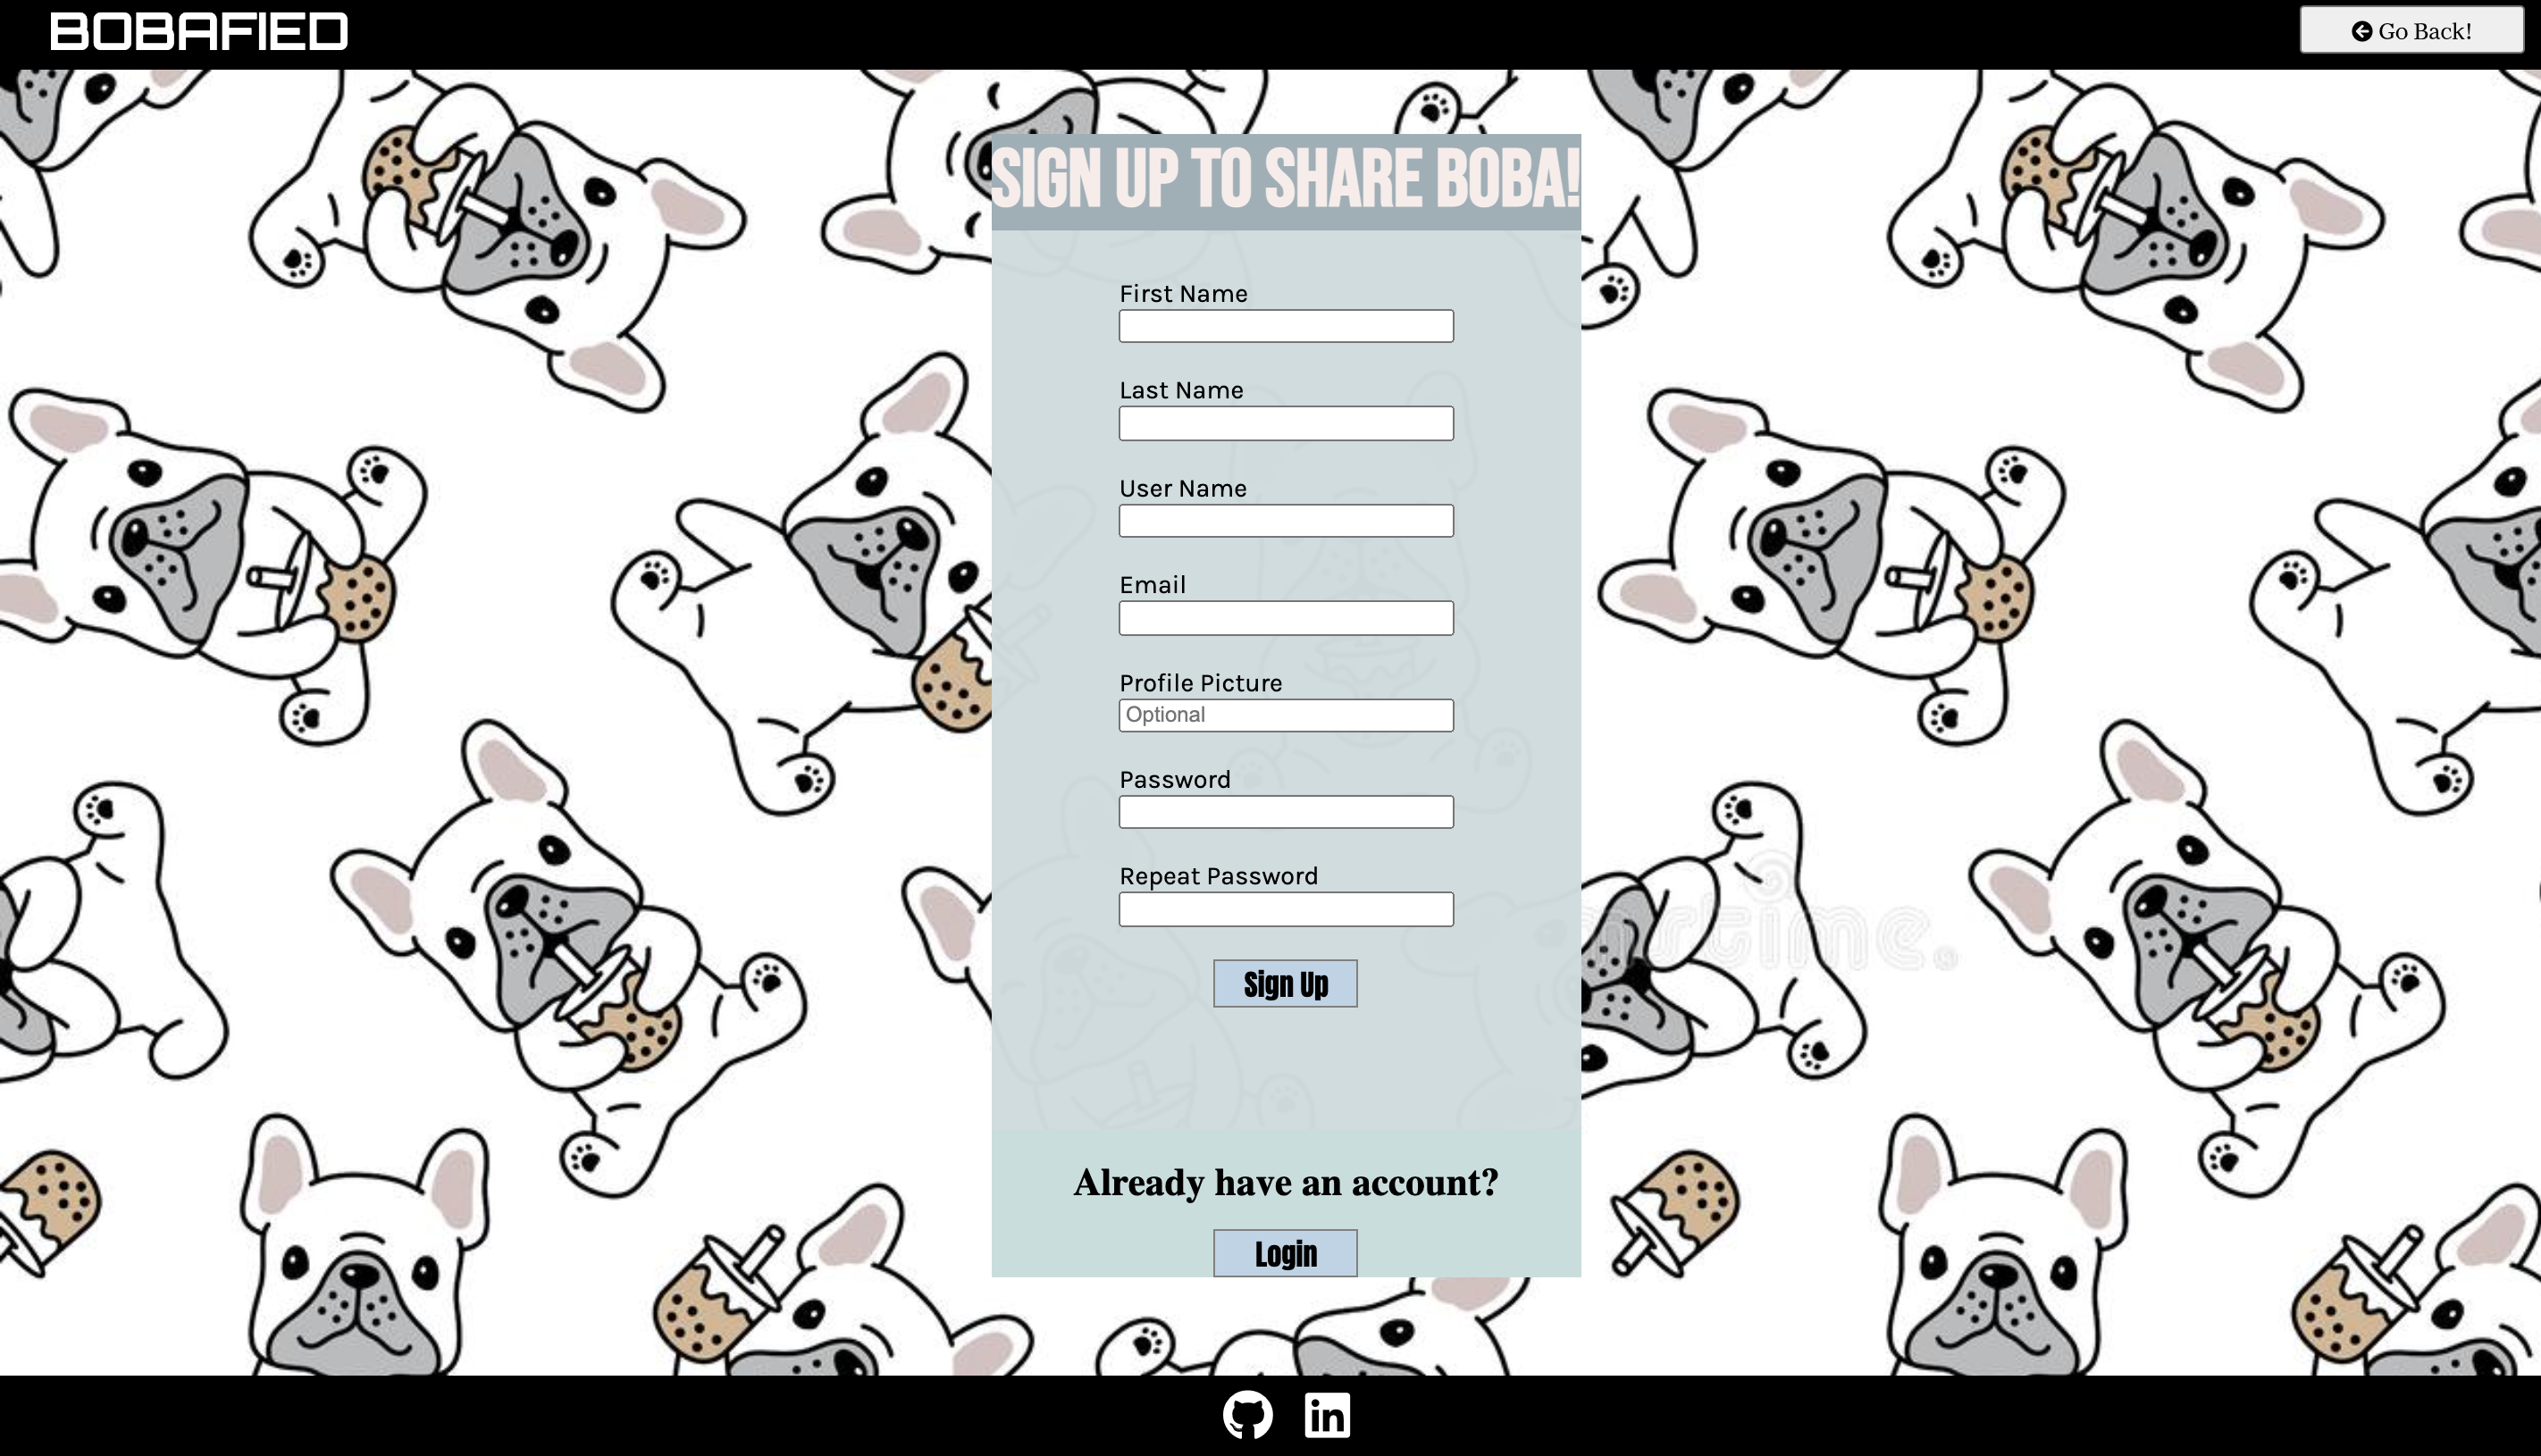 BOBAFIED
Go Back!
SIGN UP TO SHARE BOBA!
First Name
Last Name
User Name
Email
Profile Picture
Optional
Password
Repeat Password
Sign Up
Already have an account?
Login
in